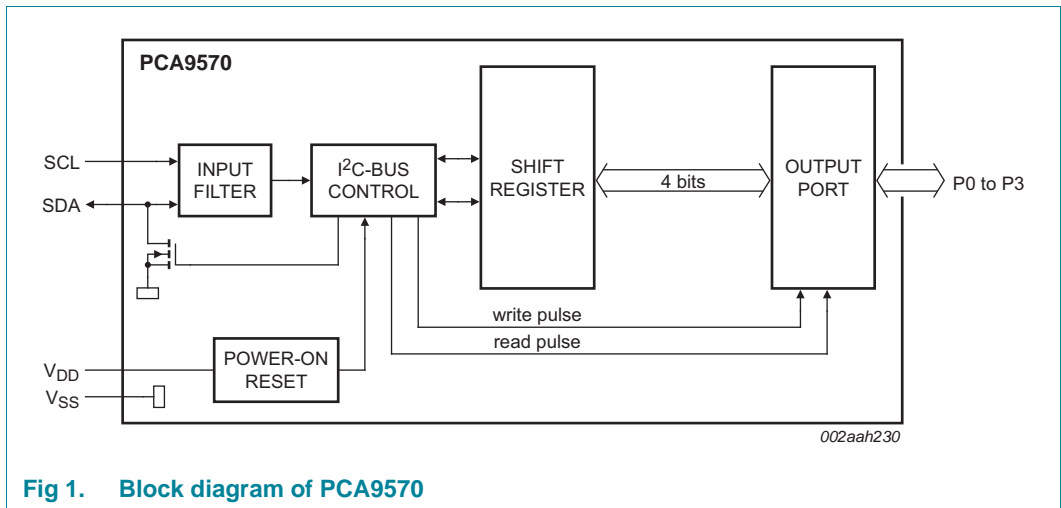 PCA9570
SCL
SDA
INPUT
FILTER
I²C-BUS
CONTROL
SHIFT
REGISTER
4 bits
OUTPUT
PORT
P0 to P3
write pulse
read pulse
POWER-ON
RESET
VDD
VSS
002aah230
Fig 1. Block diagram of PCA9570